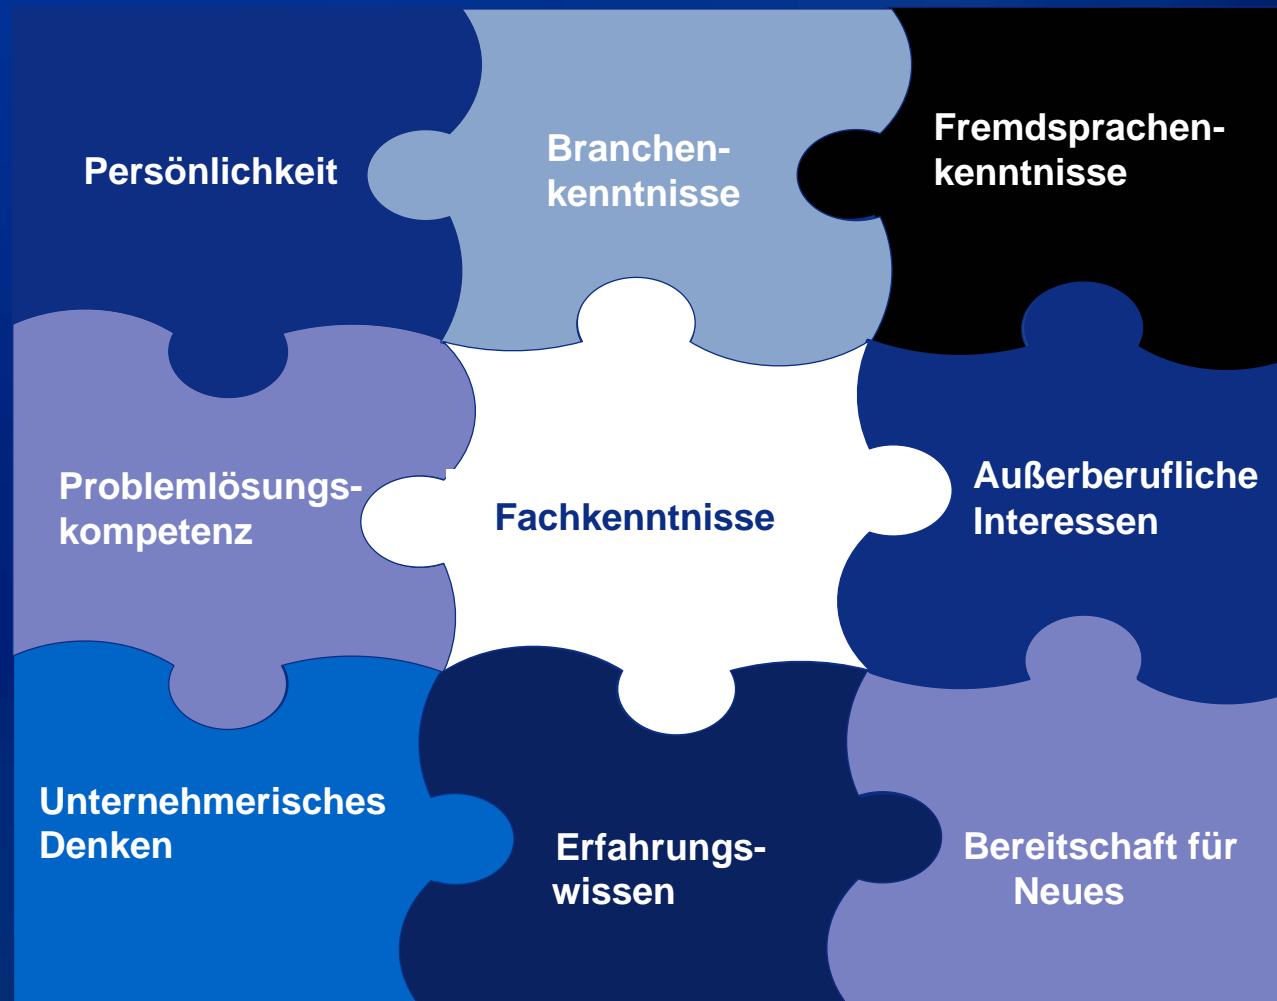 Persönlichkeit
Branchen-
kenntnisse
Fremdsprachen-
kenntnisse
Problemlösungs-
kompetenz
Fachkenntnisse
Außerberufliche
Interessen
Unternehmerisches
Denken
Erfahrungs-
wissen
Bereitschaft für
Neues